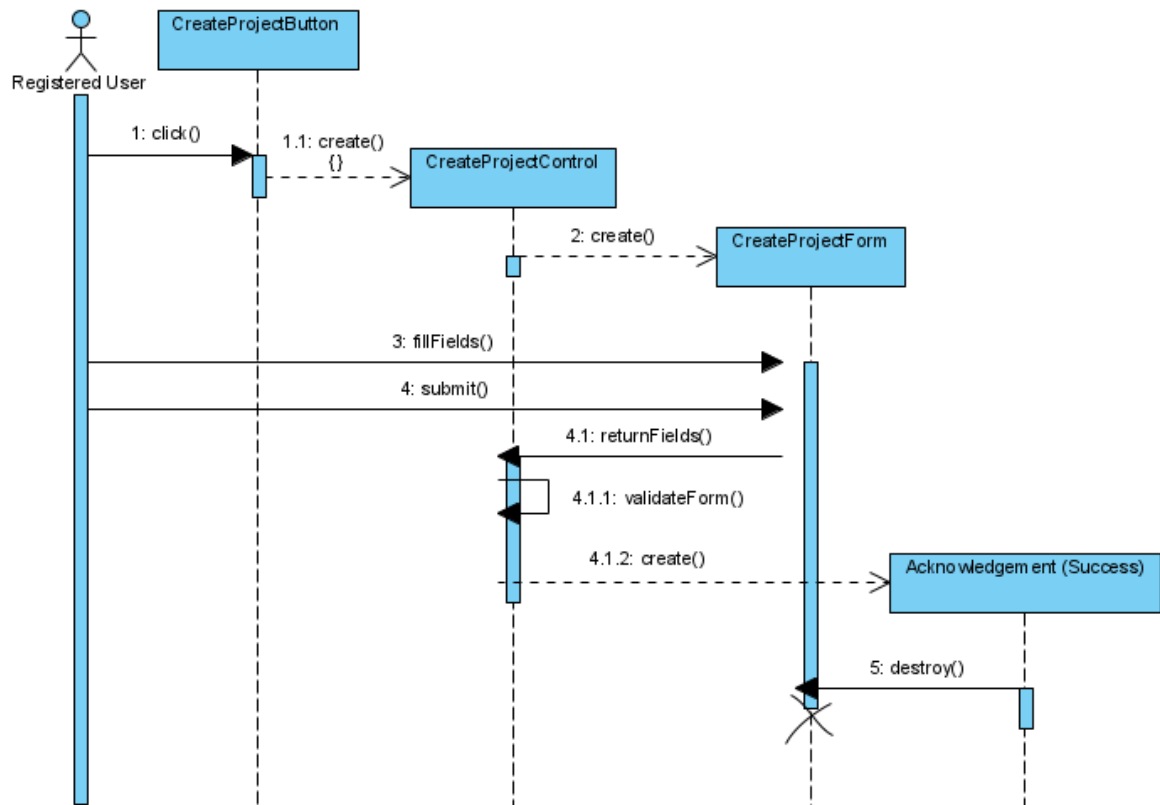 CreateProjectButton
Registered User
1: click()
1.1: create()
{}
CreateProjectControl
2: create()
CreateProjectForm
3: fillFields()
4: submit()
4.1: returnFields()
4.1.1: validateForm()
4.1.2: create()
Acknowledgement (Success)
5: destroy()